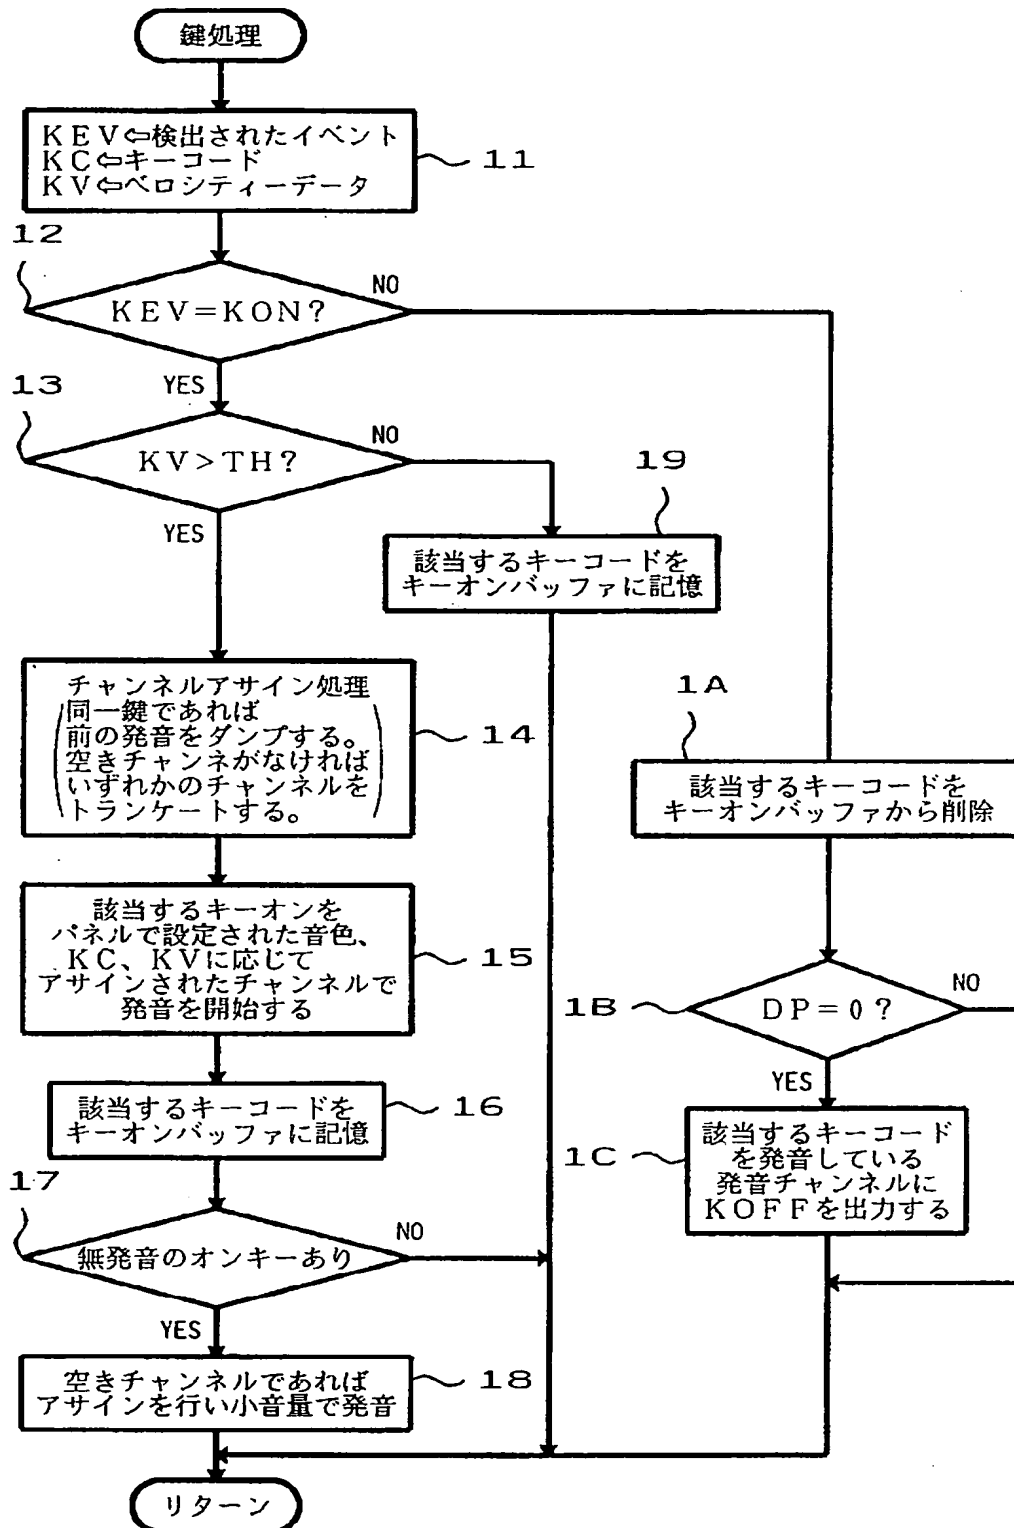 鍵処理
KEV⇦検出されたイベント
KC⇦キーコード
KV⇦ベロシティーデータ
11
12
KEV=KON?
NO
YES
13
KV>TH?
NO
YES
19
該当するキーコードを
キーオンバッファに記憶
チャンネルアサイン処理
同一鍵であれば
前の発音をダンプする。
空きチャンネがなければ
いずれかのチャンネルを
トランケートする。
14
1A
該当するキーコードを
キーオンバッファから削除
該当するキーオンを
パネルで設定された音色、
KC、KVに応じて
アサインされたチャンネルで
発音を開始する
15
1B
DP=0?
NO
YES
該当するキーコードを
キーオンバッファに記憶
16
1C
該当するキーコード
を発音している
発音チャンネルに
KOFFを出力する
17
無発音のオンキーあり
NO
YES
空きチャンネルであれば
アサインを行い小音量で発音
18
リターン